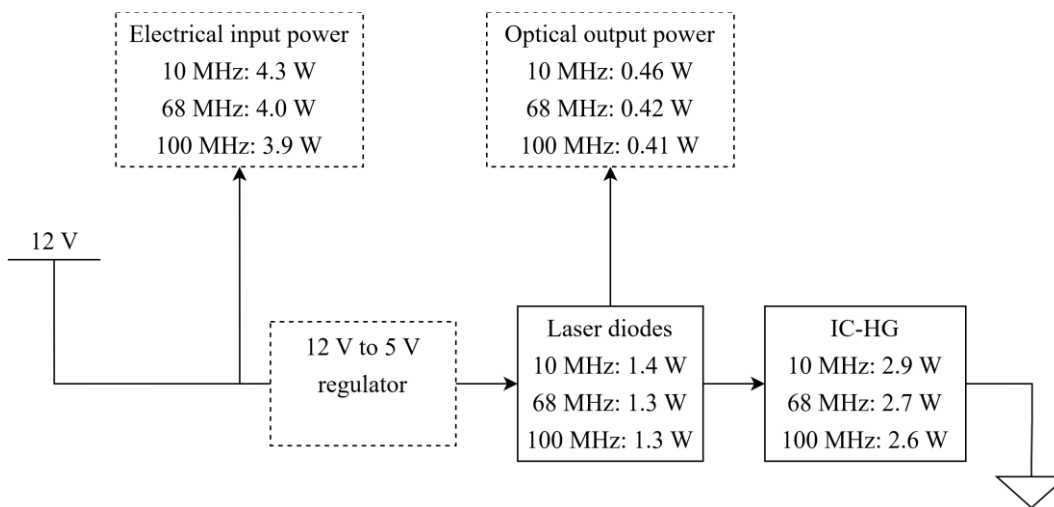 Electrical input power
10 MHz: 4.3 W
68 MHz: 4.0 W
100 MHz: 3.9 W
Optical output power
10 MHz: 0.46 W
68 MHz: 0.42 W
100 MHz: 0.41 W
12 V
12 V to 5 V
regulator
Laser diodes
10 MHz: 1.4 W
68 MHz: 1.3 W
100 MHz: 1.3 W
IC-HG
10 MHz: 2.9 W
68 MHz: 2.7 W
100 MHz: 2.6 W